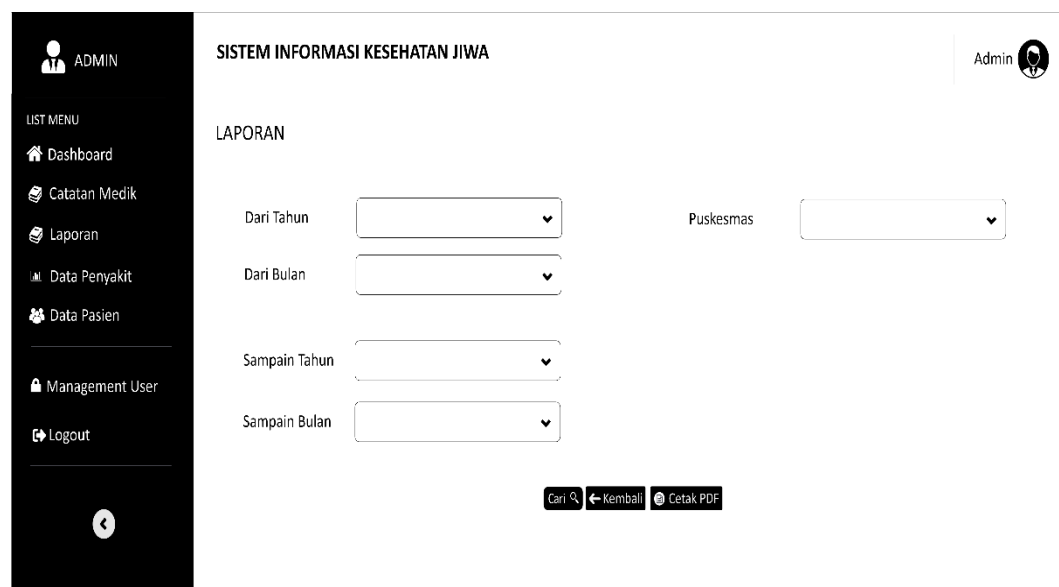 ADMIN
SISTEM INFORMASI KESEHATAN JIWA
Admin
LIST MENU
Dashboard
Catatan Medik
Laporan
Data Penyakit
Data Pasien
Management User
Logout
LAPORAN
Dari Tahun
Puskesmas
Dari Bulan
Sampain Tahun
Sampain Bulan
Cari
Kembali
Cetak PDF